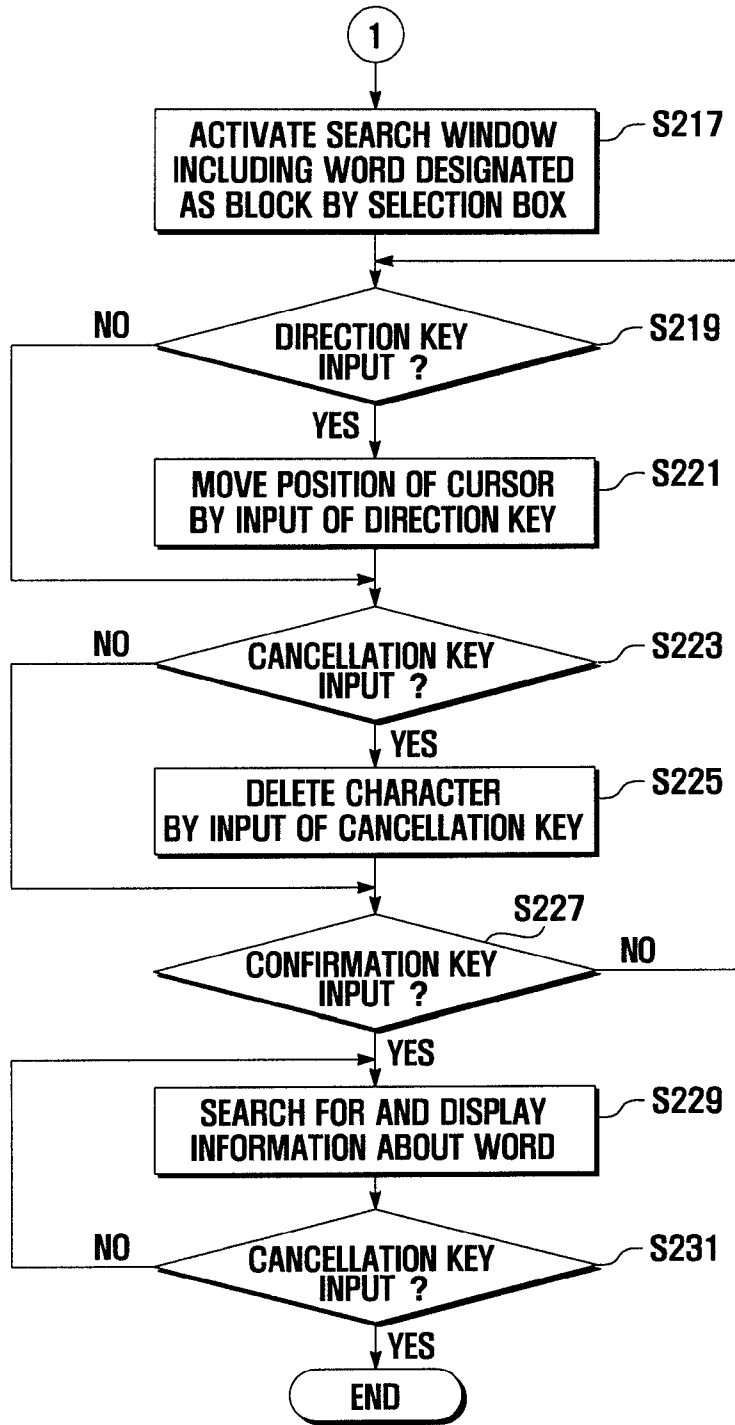 1
ACTIVATE SEARCH WINDOW
INCLUDING WORD DESIGNATED
AS BLOCK BY SELECTION BOX
S217
NO
DIRECTION KEY
INPUT ?
S219
YES
MOVE POSITION OF CURSOR
BY INPUT OF DIRECTION KEY
S221
NO
CANCELLATION KEY
INPUT ?
S223
YES
DELETE CHARACTER
BY INPUT OF CANCELLATION KEY
S225
S227
CONFIRMATION KEY
INPUT ?
NO
YES
SEARCH FOR AND DISPLAY
INFORMATION ABOUT WORD
S229
NO
CANCELLATION KEY
INPUT ?
S231
YES
END